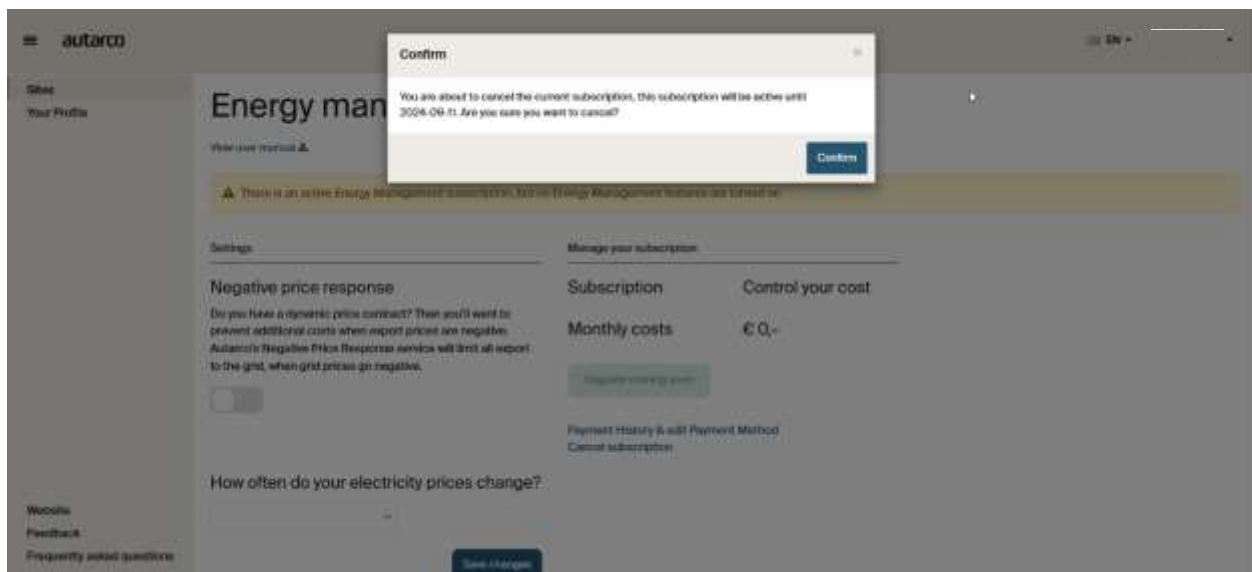 autarco
EN
Sites
Your Profile
Confirm
×
You are about to cancel the current subscription, this subscription will be active until
2024-09-11. Are you sure you want to cancel?
Confirm
Energy man
View user manual
There is an active Energy Management subscription, but no Energy Management features are turned on
Settings
Negative price response
Do you have a dynamic price contract? Then you'll want to
prevent additional costs when export prices are negative.
Autarco's Negative Price Response service will limit all export
to the grid, when grid prices go negative.
How often do your electricity prices change?
Save changes
Manage your subscription
Subscription Control your cost
Monthly costs € 0,-
Upgrade coming soon
Payment History & edit Payment Method
Cancel subscription
Website
Feedback
Frequently asked questions